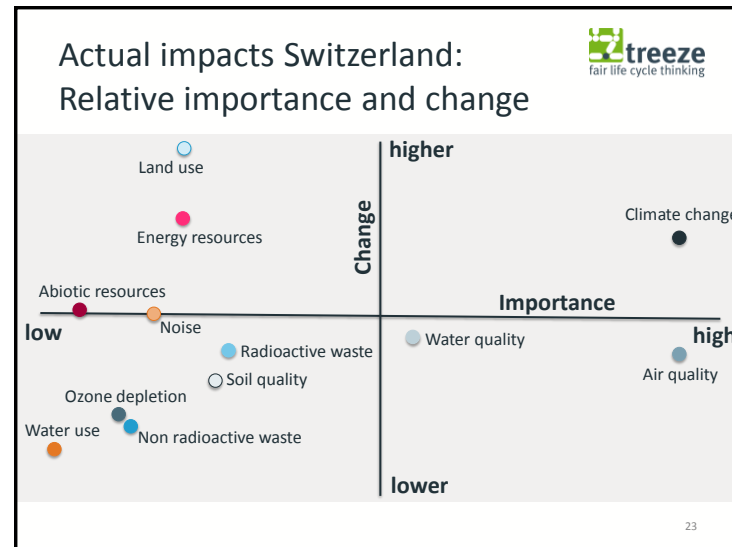 Actual impacts Switzerland:
Relative importance and change
treeze
fair life cycle thinking
higher
Land use
Change
Climate change
Energy resources
Abiotic resources
Importance
low
Noise
high
Radioactive waste
Water quality
Air quality
Soil quality
Ozone depletion
Water use
Non radioactive waste
lower
23